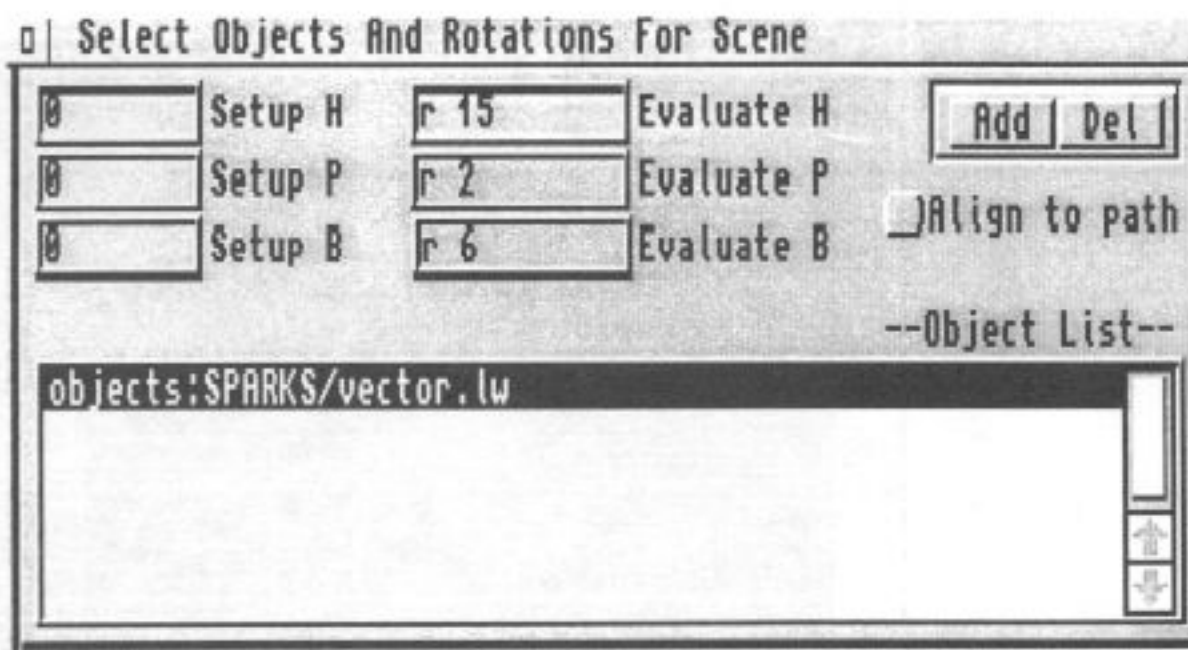 Select Objects And Rotations For Scene
0 Setup H r 15 Evaluate H Add Del
0 Setup P r 2 Evaluate P
)Align to path
0 Setup B r 6 Evaluate B
--Object List--
objects:SPARKS/vector.lw